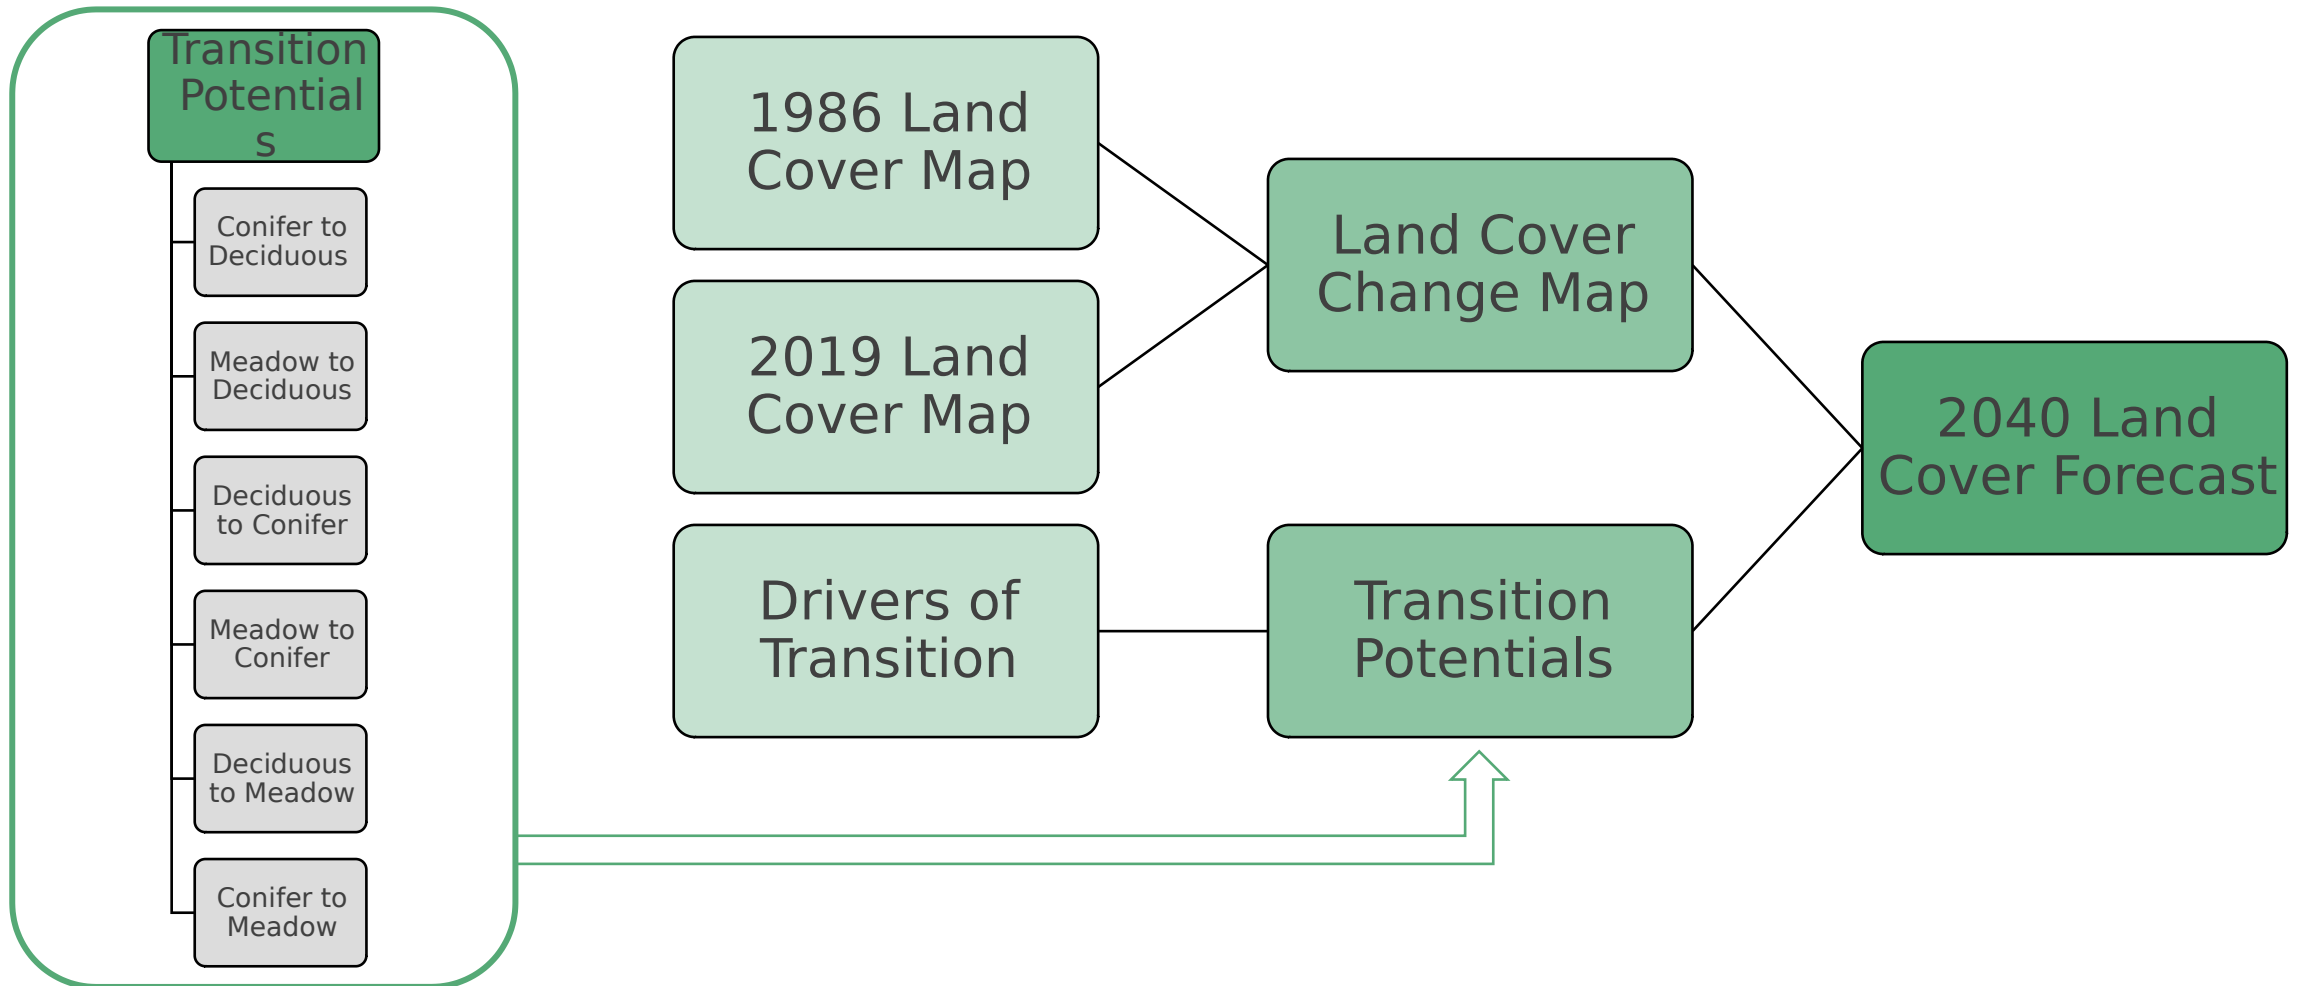 Transition
Potential
s
Conifer to
Deciduous
Meadow to
Deciduous
Deciduous
to Conifer
Meadow to
Conifer
Deciduous
to Meadow
Conifer to
Meadow
1986 Land
Cover Map
2019 Land
Cover Map
Drivers of
Transition
Land Cover
Change Map
Transition
Potentials
2040 Land
Cover Forecast